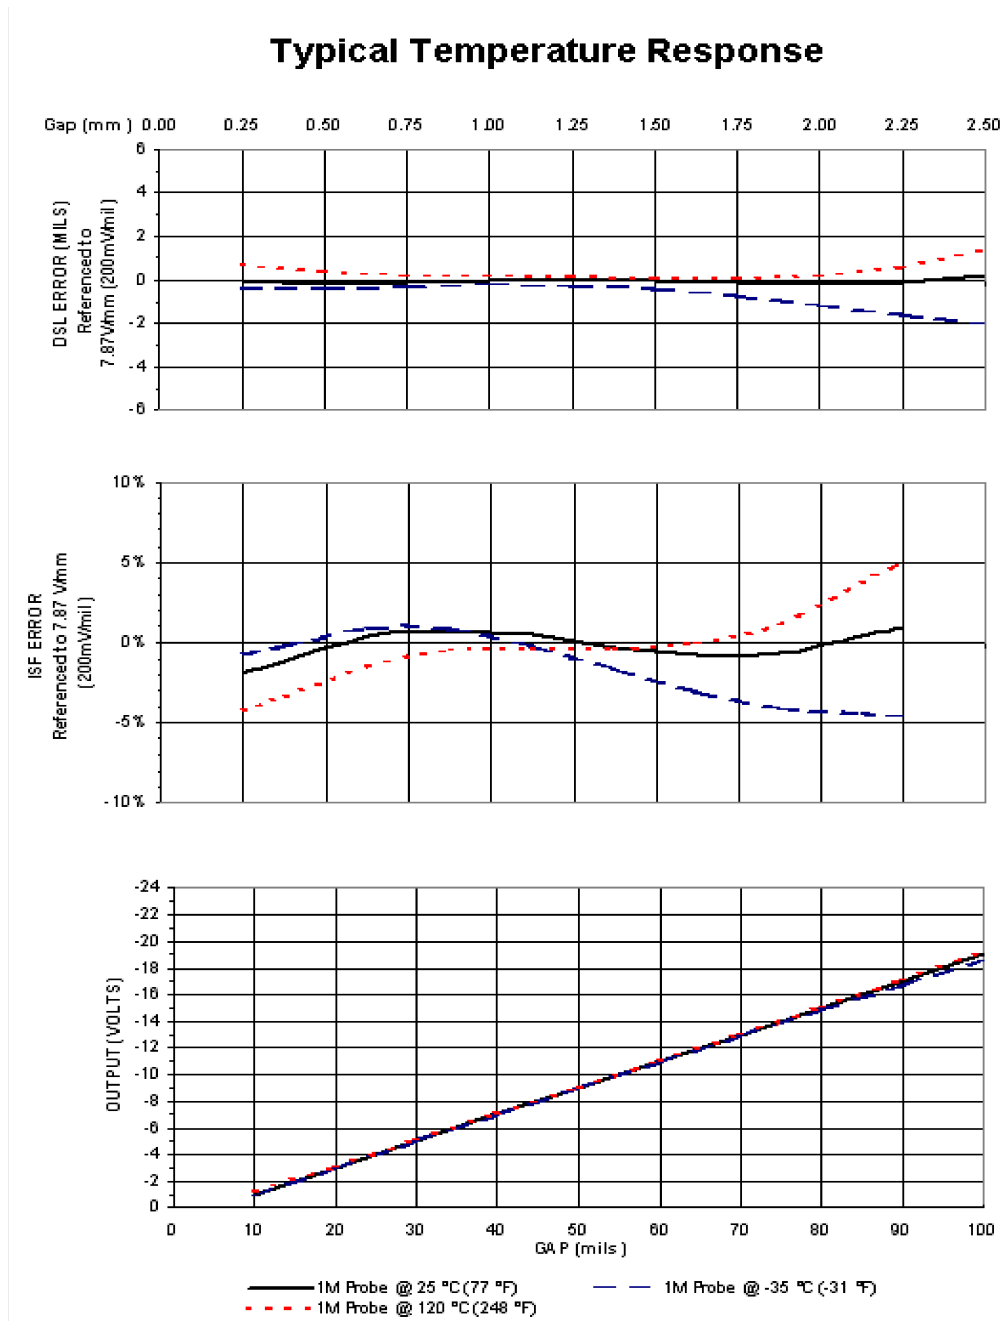 Typical Temperature Response
Gap (mm) 0.00 0.25 0.50 0.75 1.00 1.25 1.50 1.75 2.00 2.25 2.50
DSL ERROR (MILS)
Referenced to
7.87V/mm (200mV/mil)
6
4
2
0
-2
-4
-6
ISF ERROR
Referenced to 7.87 V/mm
(200mV/mil)
10%
5%
0%
-5%
-10%
OUTPUT (VOLTS)
-24
-22
-20
-18
-16
-14
-12
-10
-8
-6
-4
-2
0
0 10 20 30 40 50 60 70 80 90 100
GAP (mils)
1M Probe @ 25 °C (77 °F)
1M Probe @ -35 °C (-31 °F)
1M Probe @ 120 °C (248 °F)